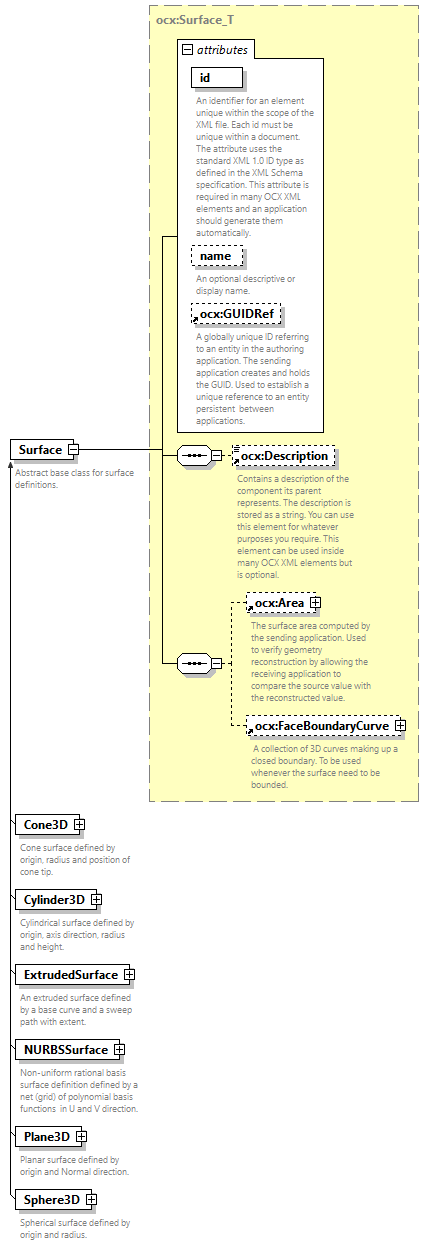 ocx:Surface_T
attributes
id
An identifier for an element
unique within the scope of the
XML file. Each id must be
unique within a document.
The attribute uses the
standard XML 1.0 ID type as
defined in the XML Schema
specification. This attribute is
required in many OCX XML
elements and an application
should generate them
automatically.
name
An optional descriptive or
display name.
ocx:GUIDRef
A globally unique ID referring
to an entity in the authoring
application. The sending
application creates and holds
the GUID. Used to establish a
unique reference to an entity
persistent between
applications.
Surface
Abstract base class for surface
definitions.
ocx:Description
Contains a description of the
component its parent
represents. The description is
stored as a string. You can use
this element for whatever
purposes you require. This
element can be used inside
many OCX XML elements but
is optional.
ocx:Area
The surface area computed by
the sending application. Used
to verify geometry
reconstruction by allowing the
receiving application to
compare the source value with
the reconstructed value.
ocx:FaceBoundaryCurve
A collection of 3D curves making up a
closed boundary. To be used
whenever the surface need to be
bounded.
Cone3D
Cone surface defined by
origin, radius and position of
cone tip.
Cylinder3D
Cylindrical surface defined by
origin, axis direction, radius
and height.
ExtrudedSurface
An extruded surface defined
by a base curve and a sweep
path with extent.
NURBSSurface
Non-uniform rational basis
surface definition defined by a
net (grid) of polynomial basis
functions in U and V direction.
Plane3D
Planar surface defined by
origin and Normal direction.
Sphere3D
Spherical surface defined by
origin and radius.